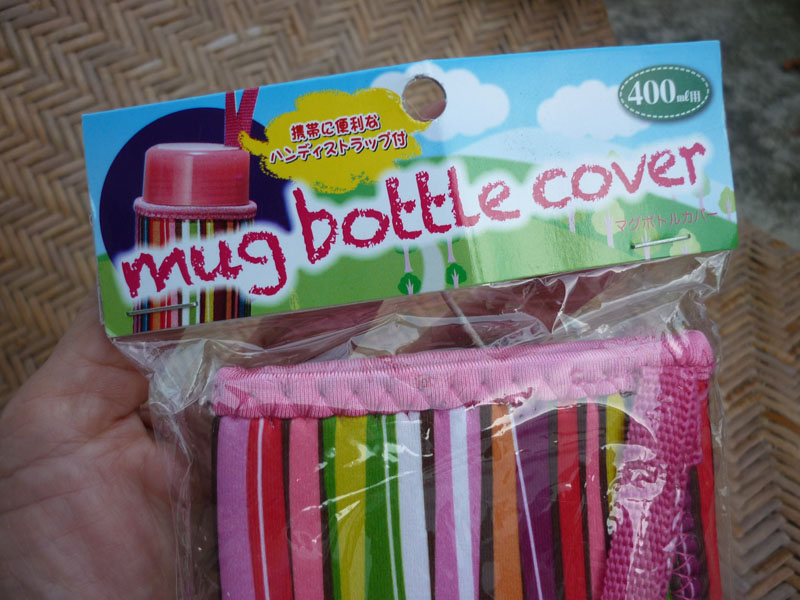 400ml用
携帯に便利な
ハンディストラップ付
mug bottle cover
マグボトルカバー